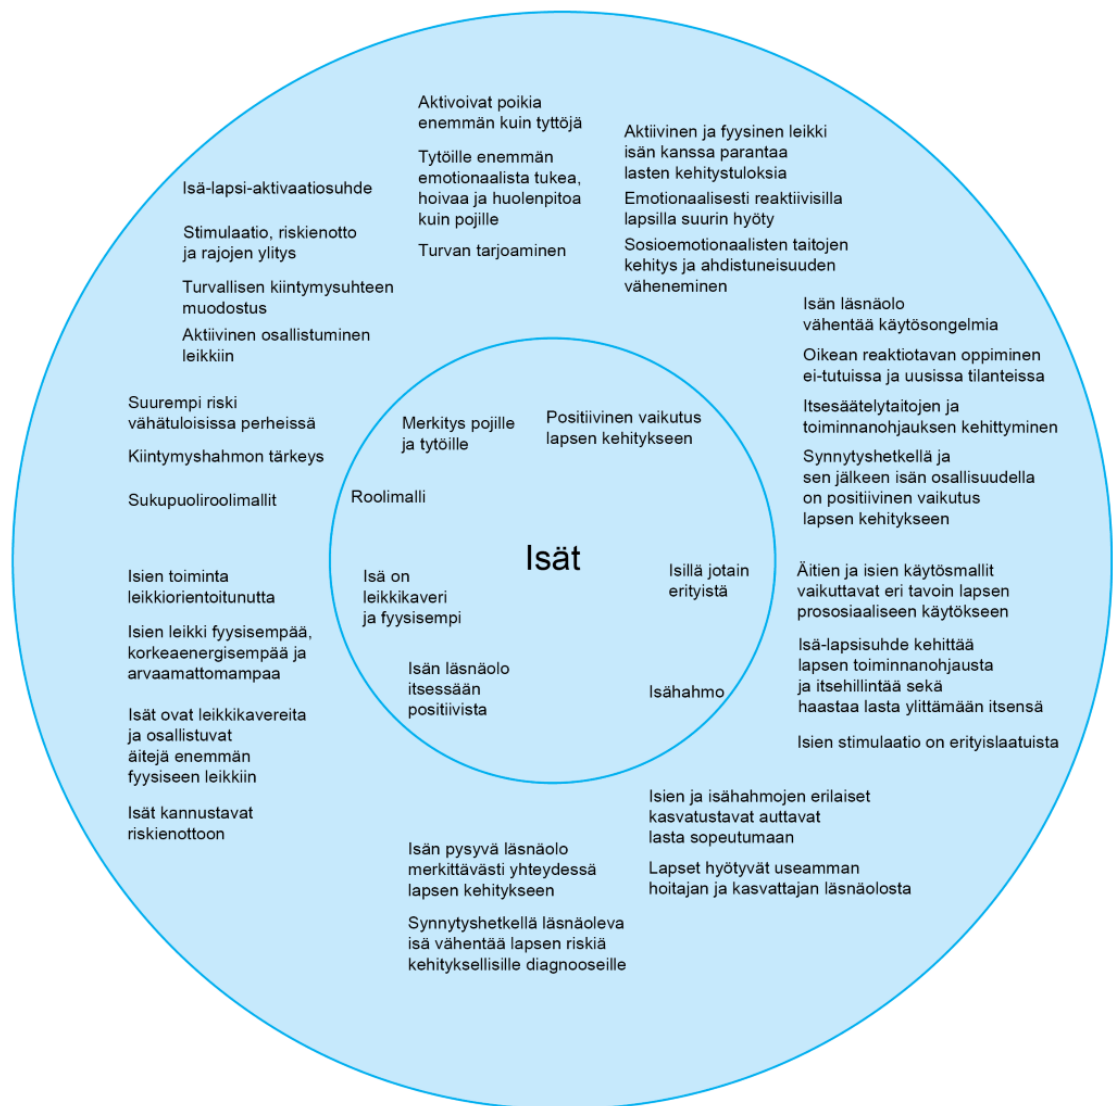 Aktivoivat poikia
enemmän kuin tyttöjä
Tytöille enemmän
emotionaalista tukea,
hoivaa ja huolenpitoa
kuin pojille
Turvan tarjoaminen
Aktiivinen ja fyysinen leikki
isän kanssa parantaa
lasten kehitystuloksia
Emotionaalisesti reaktiivisilla
lapsilla suurin hyöty
Sosioemotionaalisten taitojen
kehitys ja ahdistuneisuuden
väheneminen
Isä-lapsi-aktivaatiosuhde
Stimulaatio, riskienotto
ja rajojen ylitys
Turvallisen kiintymysuhteen
muodostus
Aktiivinen osallistuminen
leikkiin
Isän läsnäolo
vähentää käytösongelmia
Oikean reaktiotavan oppiminen
ei-tutuissa ja uusissa tilanteissa
Itsesäätelytaitojen ja
toiminnanohjauksen kehittyminen
Synnytyshetkellä ja
sen jälkeen isän osallisuudella
on positiivinen vaikutus
lapsen kehitykseen
Suurempi riski
vähätuloisissa perheissä
Kiintymyshahmon tärkeys
Sukupuoliroolimallit
Merkitys pojille
ja tytöille
Positiivinen vaikutus
lapsen kehitykseen
Roolimalli
Isät
Isä on
leikkikaveri
ja fyysisempi
Isillä jotain
erityistä
Isän läsnäolo
itsessään
positiivista
Isähahmo
Isien toiminta
leikkiorientoitunutta
Isien leikki fyysisempää,
korkeaenergisempää ja
arvaamattomampaa
Isät ovat leikkikavereita
ja osallistuvat
äitejä enemmän
fyysiseen leikkiin
Isät kannustavat
riskienottoon
Äitien ja isien käytösmallit
vaikuttavat eri tavoin lapsen
prososiaaliseen käytökseen
Isä-lapsisuhde kehittää
lapsen toiminnanohjausta
ja itsehillintää sekä
haastaa lasta ylittämään itsensä
Isien stimulaatio on erityislaatuista
Isien ja isähahmojen erilaiset
kasvatustavat auttavat
lasta sopeutumaan
Lapset hyötyvät useamman
hoitajan ja kasvattajan läsnäolosta
Isän pysyvä läsnäolo
merkittävästi yhteydessä
lapsen kehitykseen
Synnytyshetkellä läsnäoleva
isä vähentää lapsen riskiä
kehityksellisille diagnooseille